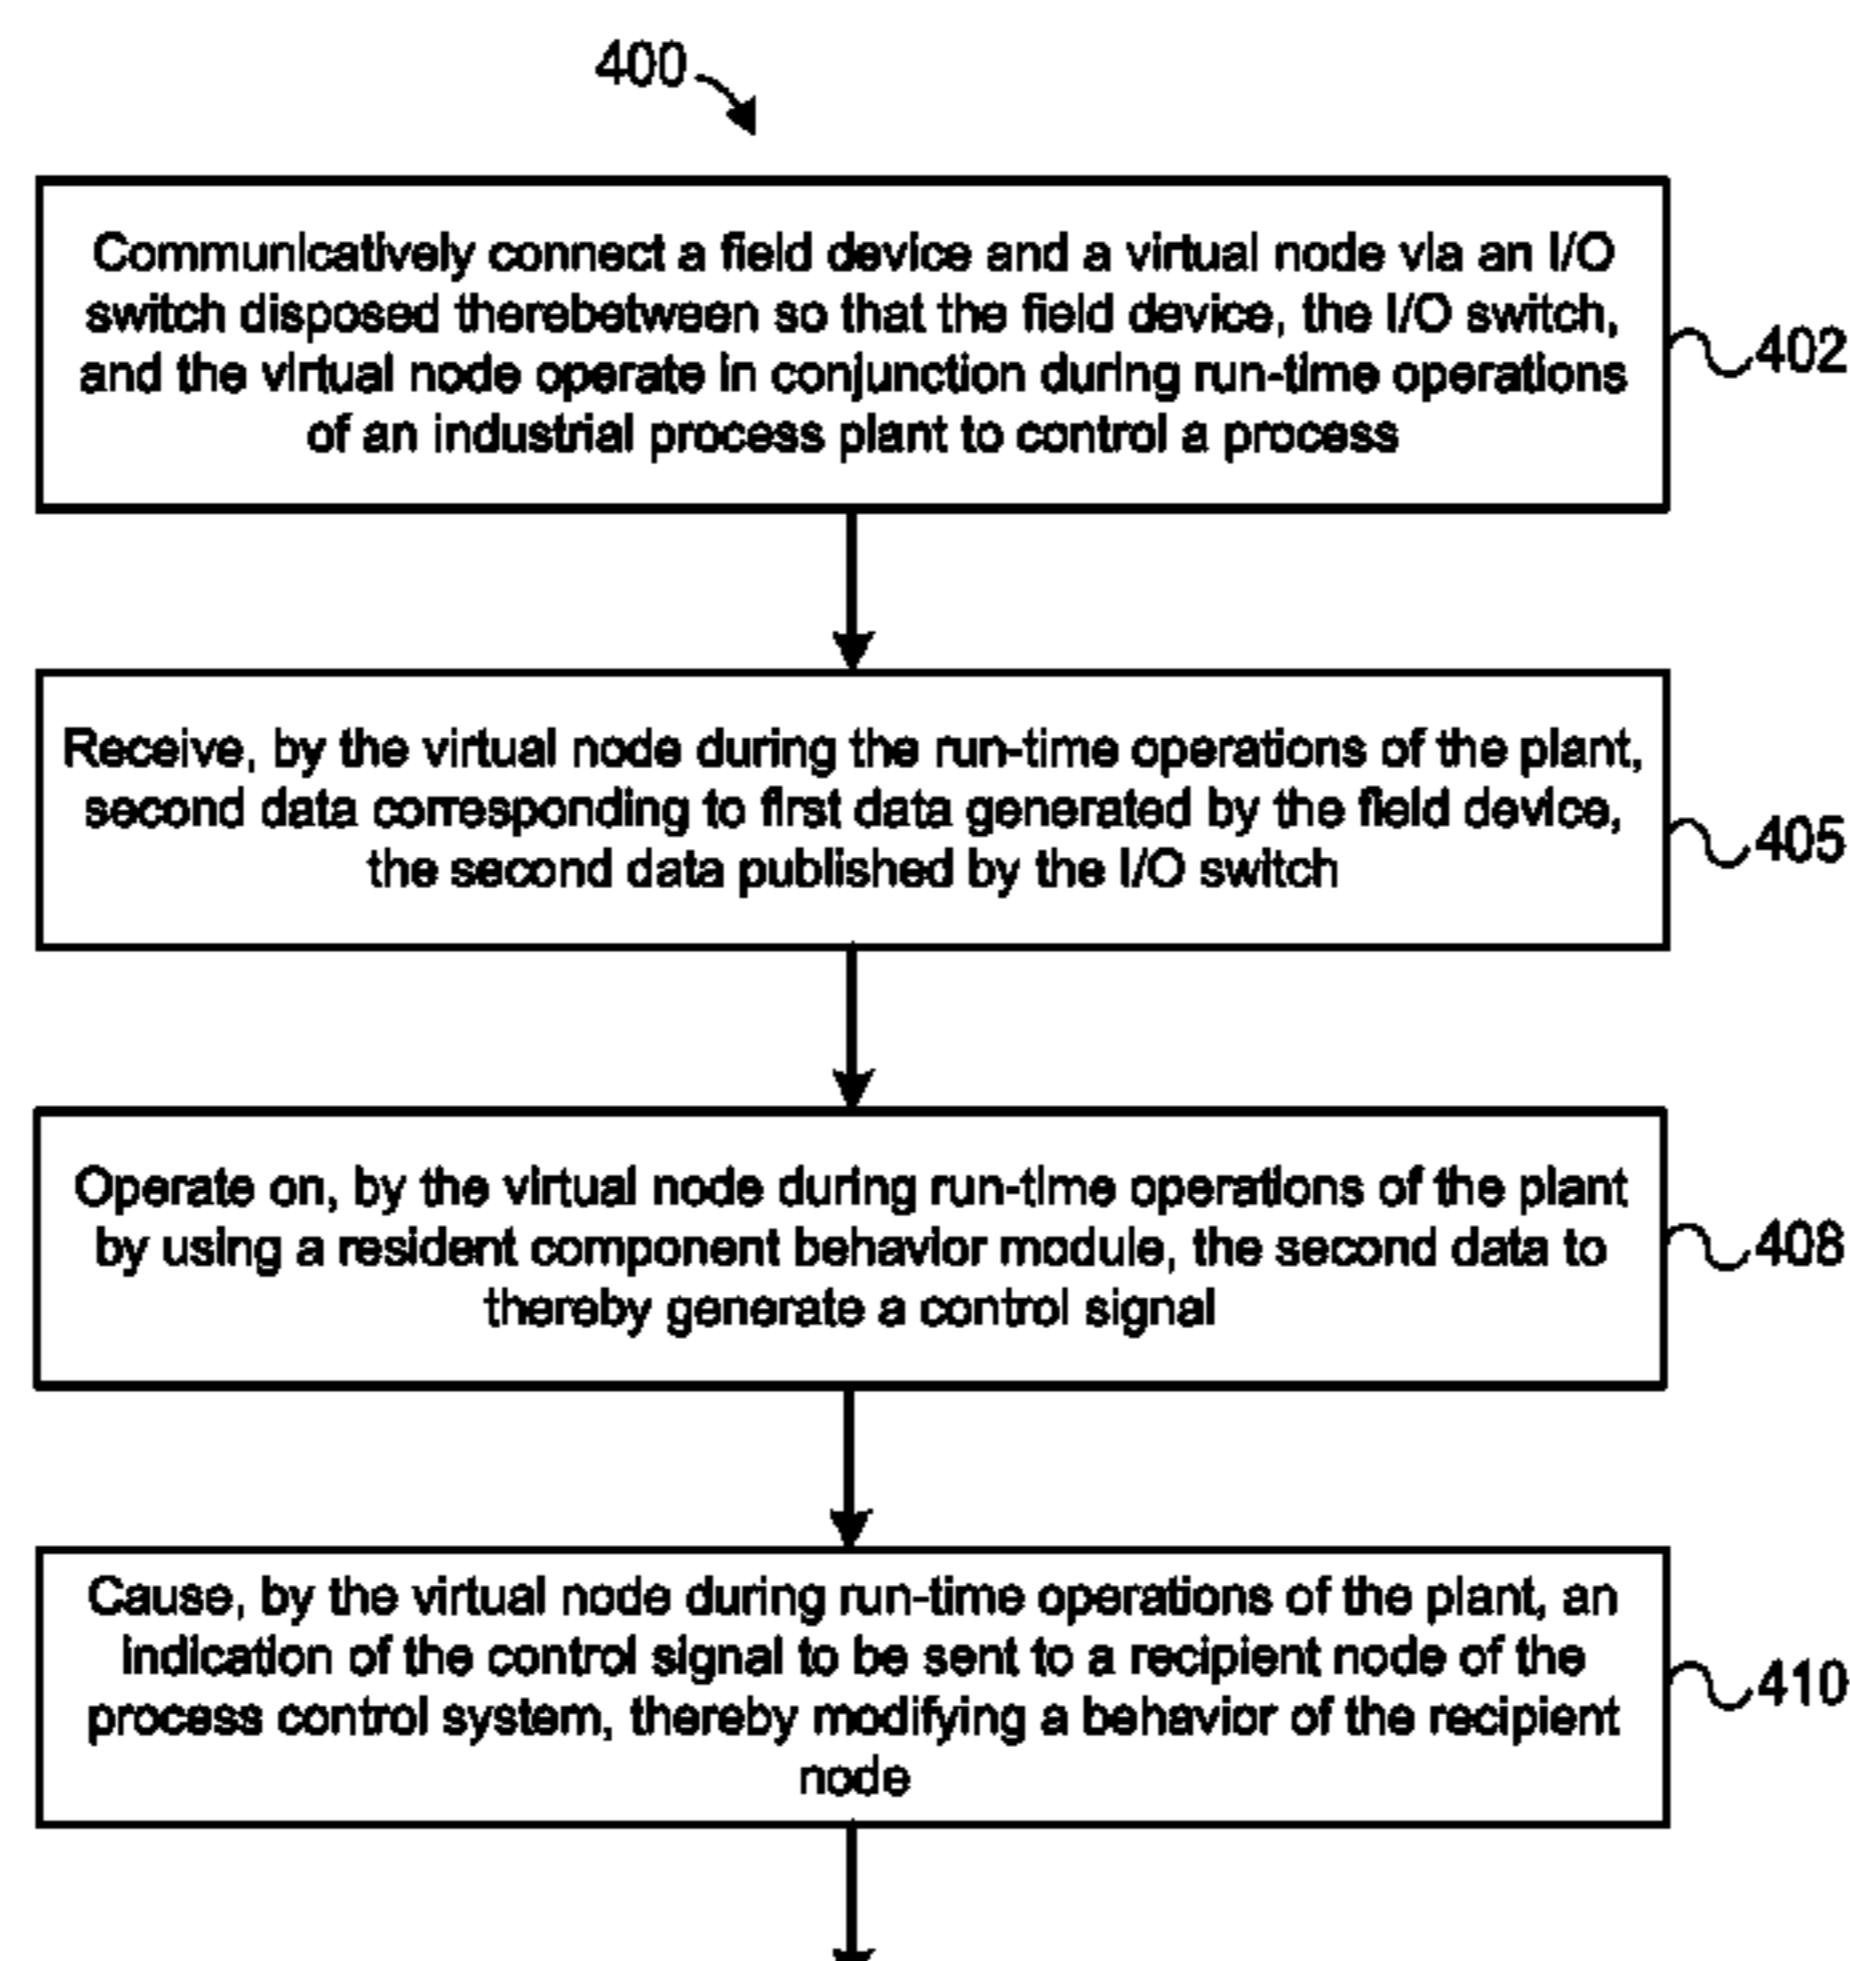 400
Communicatively connect a field device and a virtual node via an I/O
switch disposed therebetween so that the field device, the I/O switch,
and the virtual node operate in conjunction during run-time operations
of an industrial process plant to control a process
402
Receive, by the virtual node during the run-time operations of the plant,
second data corresponding to first data generated by the field device,
the second data published by the I/O switch
405
Operate on, by the virtual node during run-time operations of the plant
by using a resident component behavior module, the second data to
thereby generate a control signal
408
Cause, by the virtual node during run-time operations of the plant, an
indication of the control signal to be sent to a recipient node of the
process control system, thereby modifying a behavior of the recipient
node
410